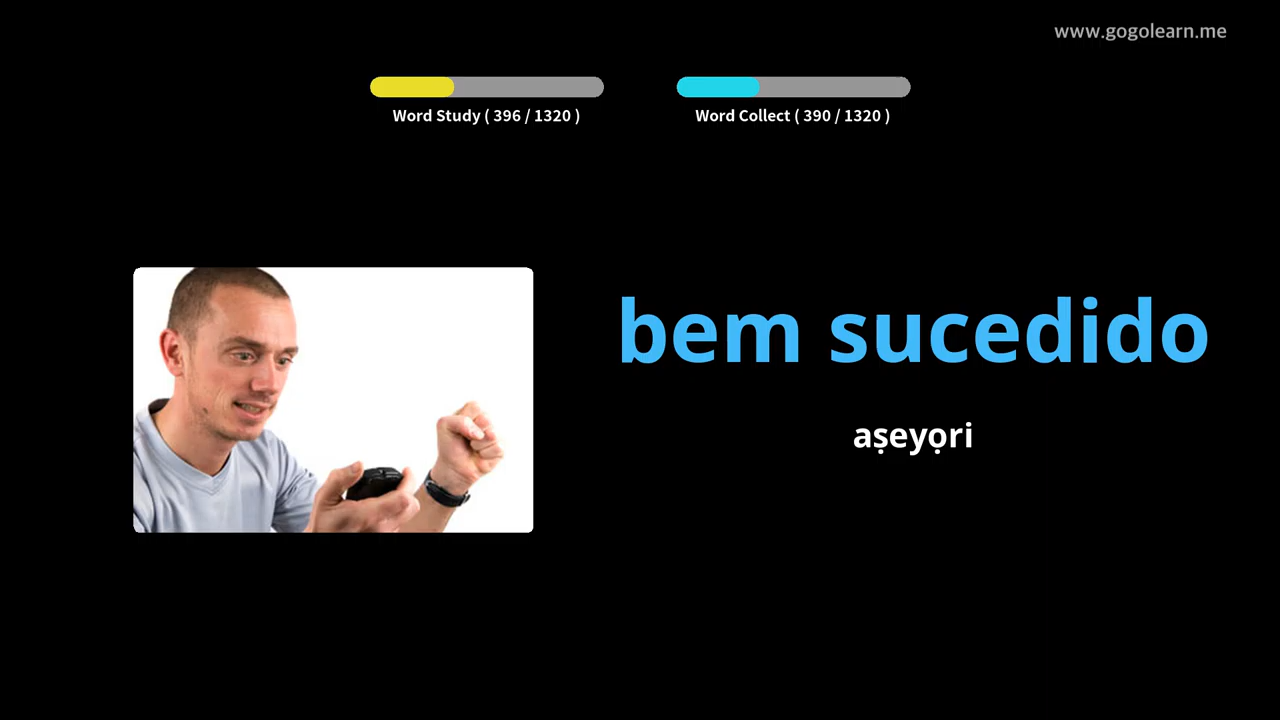 www.gogolearn.me
Word Study ( 396 / 1320 )
Word Collect ( 390 / 1320 )
bem sucedido
aṣeyọri